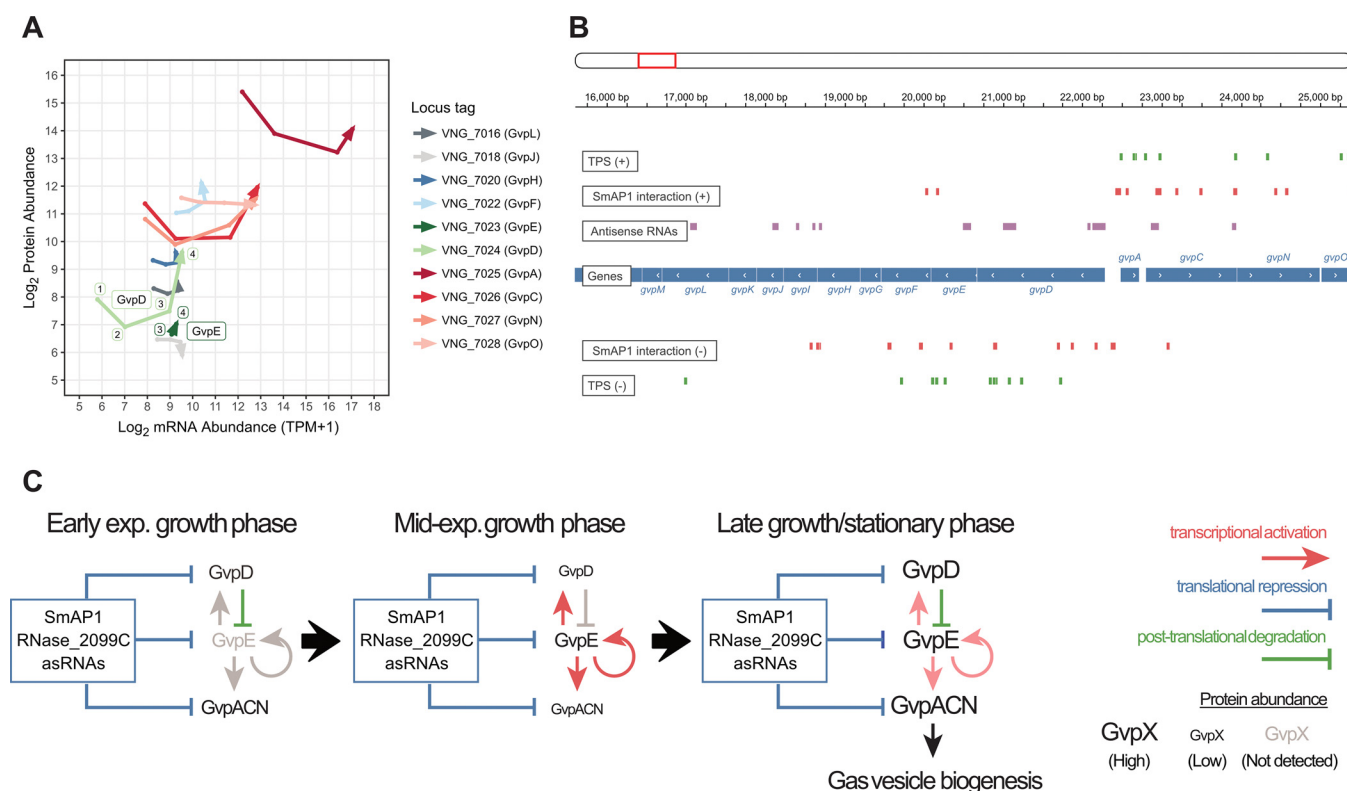 A
16
15
14
13
12
11
10
9
8
7
6
5
Log2 Protein Abundance
5 6 7 8 9 10 11 12 13 14 15 16 17 18
Log2 mRNA Abundance (TPM+1)
1
2
3
4
GvpD
3
4
GvpE
Locus tag
VNG_7016 (GvpL)
VNG_7018 (GvpJ)
VNG_7020 (GvpH)
VNG_7022 (GvpF)
VNG_7023 (GvpE)
VNG_7024 (GvpD)
VNG_7025 (GvpA)
VNG_7026 (GvpC)
VNG_7027 (GvpN)
VNG_7028 (GvpO)
B
16,000 bp 17,000 bp 18,000 bp 19,000 bp 20,000 bp 21,000 bp 22,000 bp 23,000 bp 24,000 bp 25,000 bp
TPS (+)
SmAP1 interaction (+)
Antisense RNAs
gvpA gvpC gvpN gvpO
Genes
gvpM gvpL gvpK gvpJ gvpI gvpH gvpG gvpF gvpE gvpD
SmAP1 interaction (-)
TPS (-)
C
Early exp. growth phase
SmAP1
RNase_2099C
asRNAs
GvpD
GvpE
GvpACN
Mid-exp. growth phase
SmAP1
RNase_2099C
asRNAs
GvpD
GvpE
GvpACN
Late growth/stationary phase
SmAP1
RNase_2099C
asRNAs
GvpD
GvpE
GvpACN
Gas vesicle biogenesis
transcriptional activation
translational repression
post-translational degradation
Protein abundance
GvpX GvpX GvpX
(High) (Low) (Not detected)